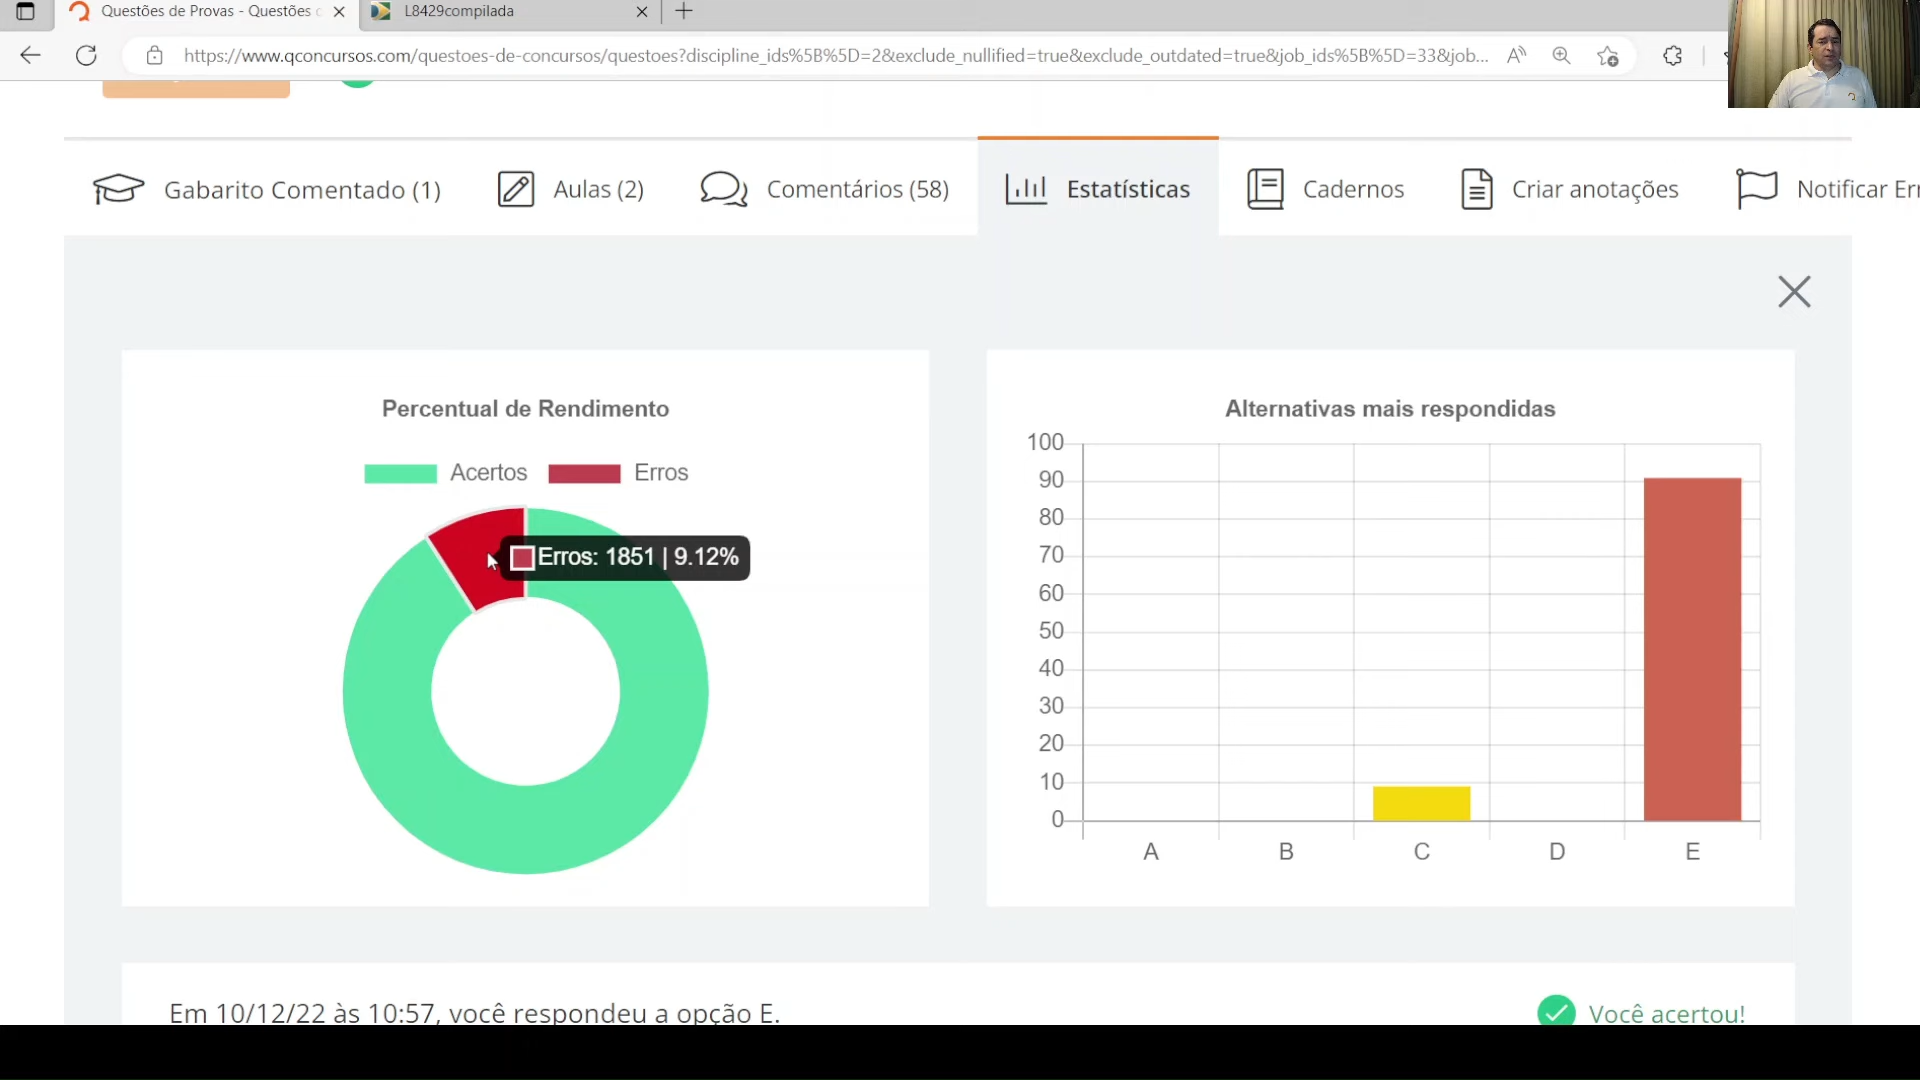 Questões de Provas - Questões
L8429compilada
https://www.qconcursos.com/questoes-de-concursos/questoes?discipline_ids%5B%5D=2&exclude_nullified=true&exclude_outdated=true&job_ids%5B%5D=33&job...
Gabarito Comentado (1)
Aulas (2)
Comentários (58)
Estatísticas
Cadernos
Criar anotações
Notificar Er
Percentual de Rendimento
Acertos
Erros
Erros: 1851 | 9.12%
Alternativas mais respondidas
100
90
80
70
60
50
40
30
20
10
0
A
B
C
D
E
Em 10/12/22 às 10:57, você respondeu a opção E.
Você acertou!